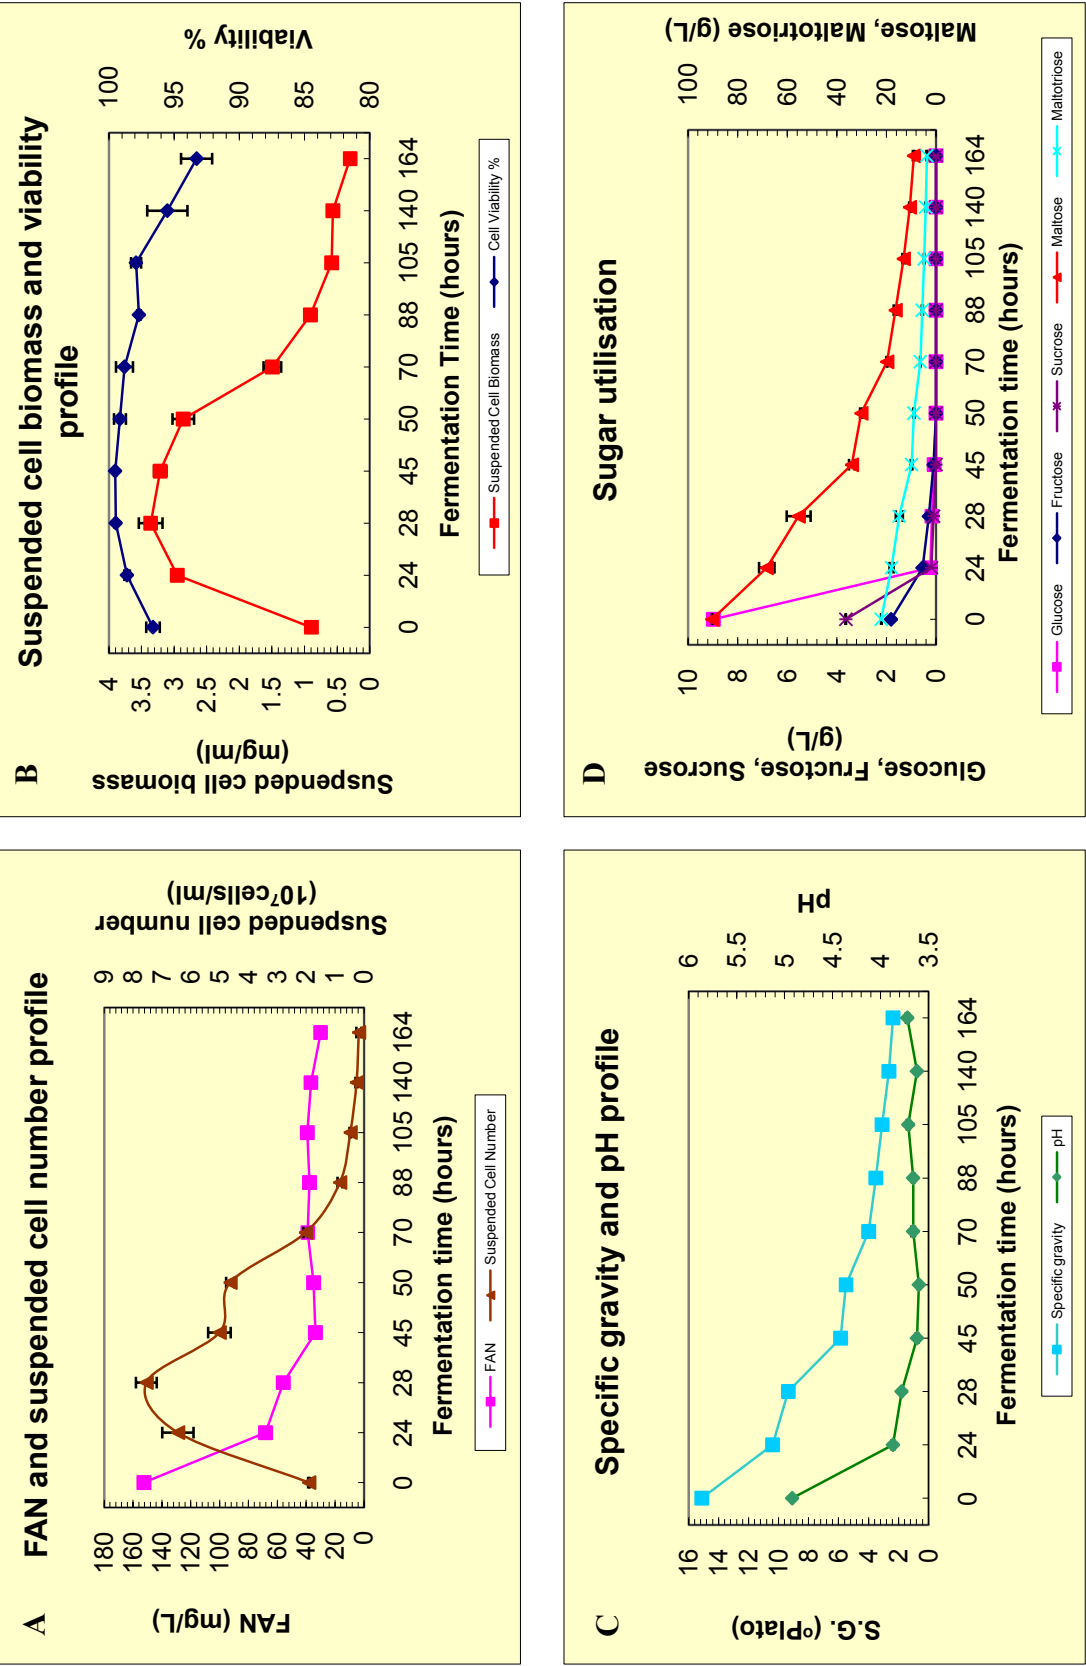 A
FAN and suspended cell number profile
180
160
140
120
100
80
60
40
20
0
FAN (mg/L)
0 24 28 45 50 70 88 105 140 164
Fermentation time (hours)
9
8
7
6
5
4
3
2
1
0
Suspended cell number
(10⁷cells/ml)
FAN
Suspended Cell Number
B
Suspended cell biomass and viability
profile
4
3.5
3
2.5
2
1.5
1
0.5
0
Suspended cell biomass
(mg/ml)
0 24 28 45 50 70 88 105 140 164
Fermentation Time (hours)
100
95
90
85
80
Viability %
Suspended Cell Biomass
Cell Viability %
C
Specific gravity and pH profile
16
14
12
10
8
6
4
2
0
S.G. (ºPlato)
0 24 28 45 50 70 88 105 140 164
Fermentation time (hours)
6
5.5
5
4.5
4
3.5
pH
Specific gravity
pH
D
Sugar utilisation
10
8
6
4
2
0
Glucose, Fructose, Sucrose
(g/L)
0 24 28 45 50 70 88 105 140 164
Fermentation time (hours)
100
80
60
40
20
0
Maltose, Maltotriose (g/L)
Glucose
Fructose
Sucrose
Maltose
Maltotriose